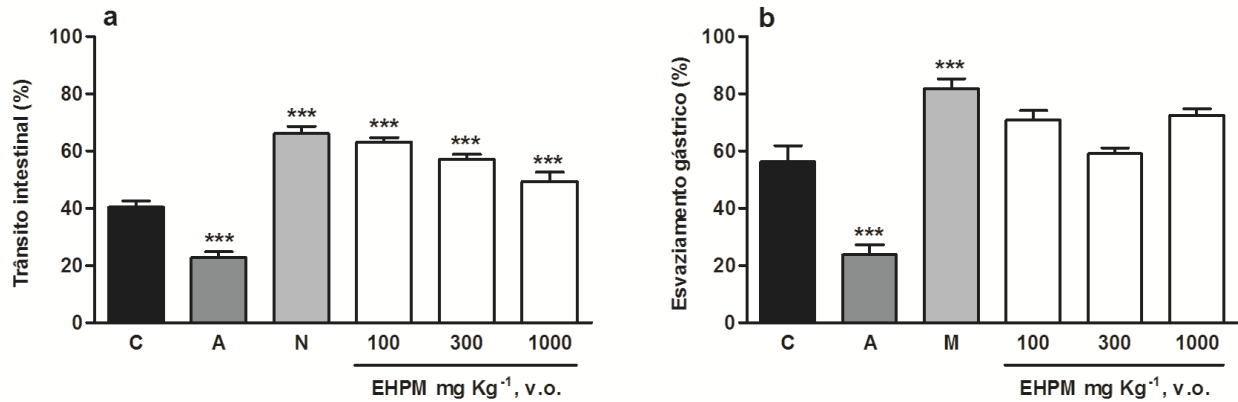 a
Trânsito intestinal (%)
100
80
60
40
20
0
***
***
***
***
***
C A N 100 300 1000
EHPM mg Kg-1, v.o.
b
Esvaziamento gástrico (%)
100
80
60
40
20
0
***
***
C A M 100 300 1000
EHPM mg Kg-1, v.o.